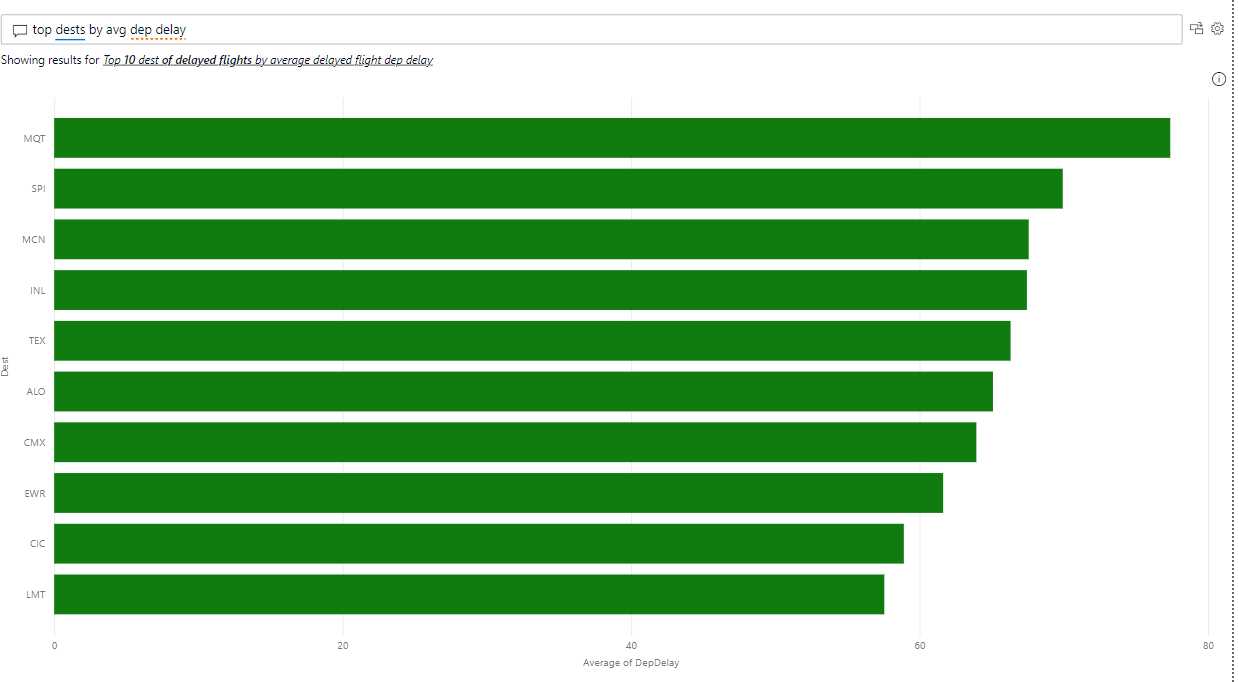 top dests by avg dep delay
Showing results for Top 10 dest of delayed flights by average delayed flight dep delay
MQT
SPI
MCN
INL
TEX
ALO
CMX
EWR
CIC
LMT
Dest
0 20 40 60 80
Average of DepDelay